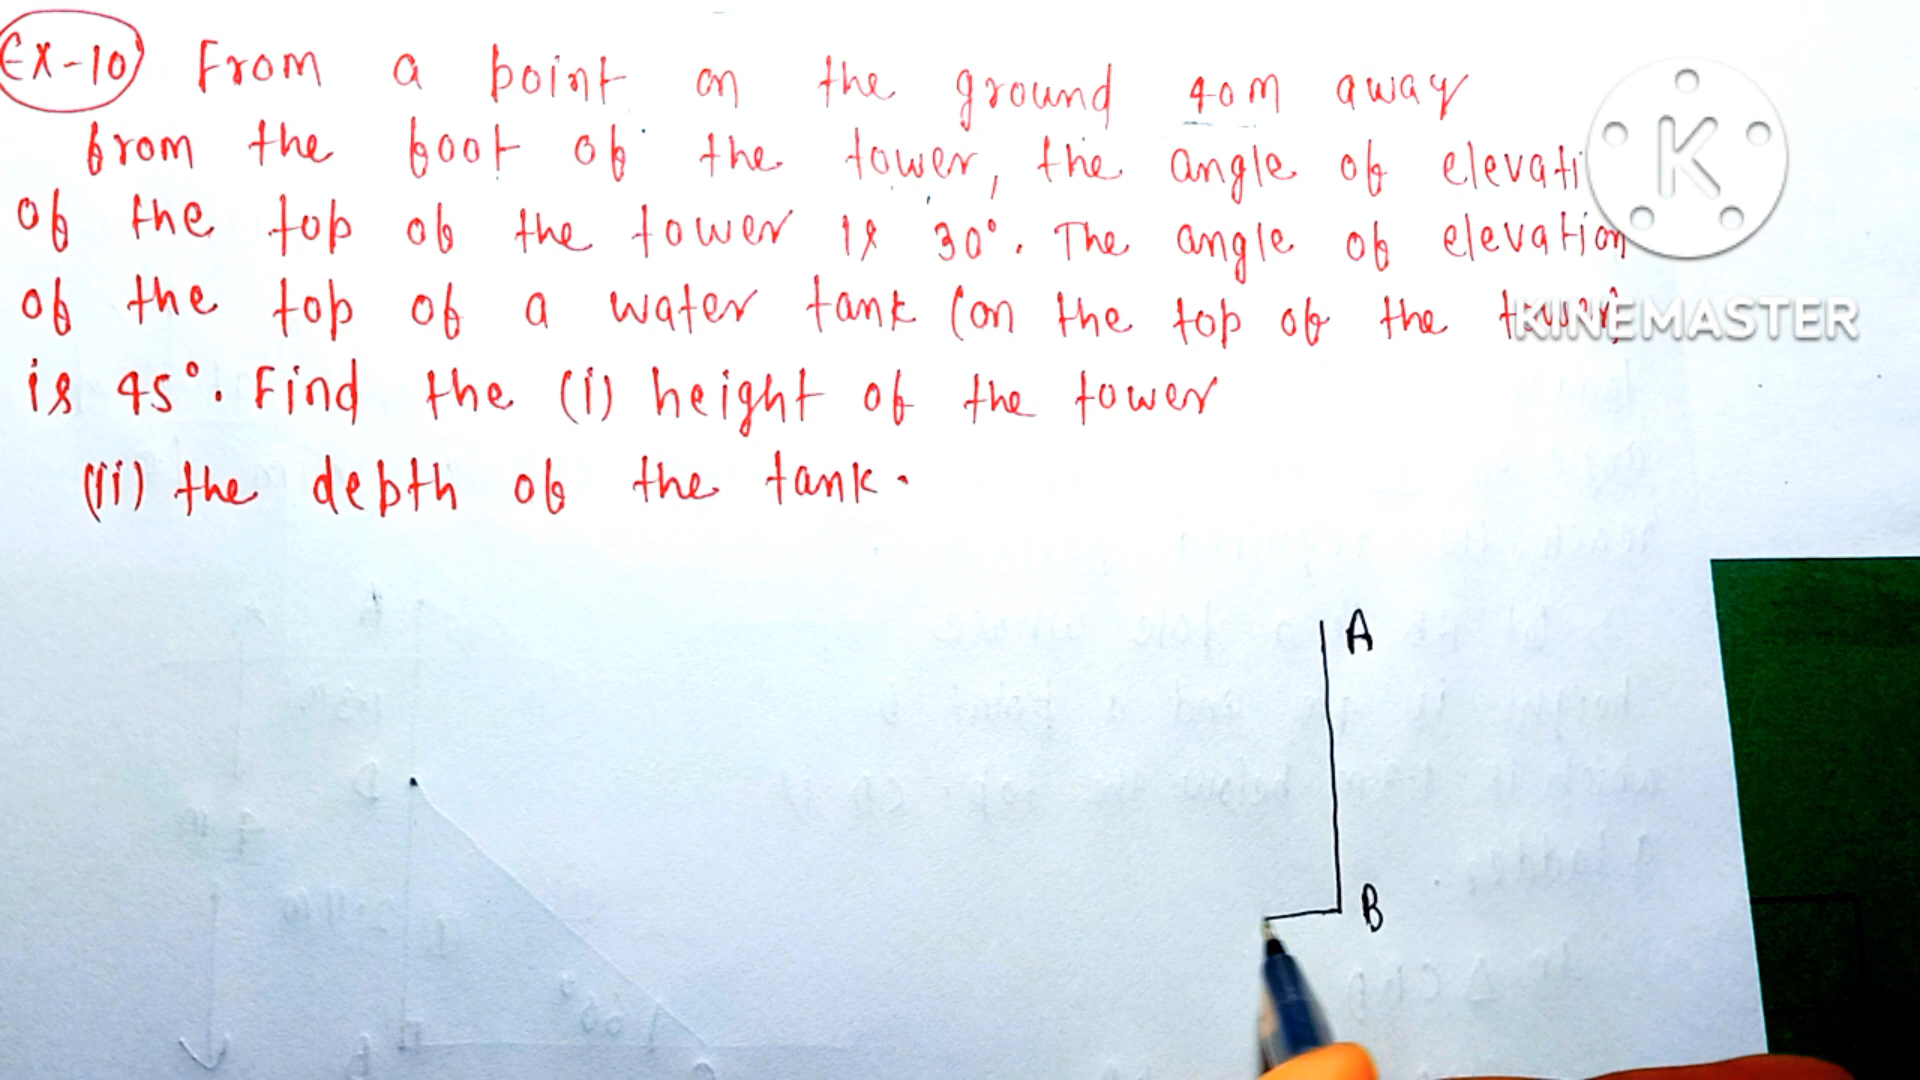 Ex-10 From a point on the ground 40m away
from the foot of the tower, the angle of elevati
of the top of the tower is 30°. The angle of elevation
of the top of a water tank (on the top of the
is 45°. Find the (i) height of the tower
(ii) the depth of the tank.
K
KINEMASTER
A
B